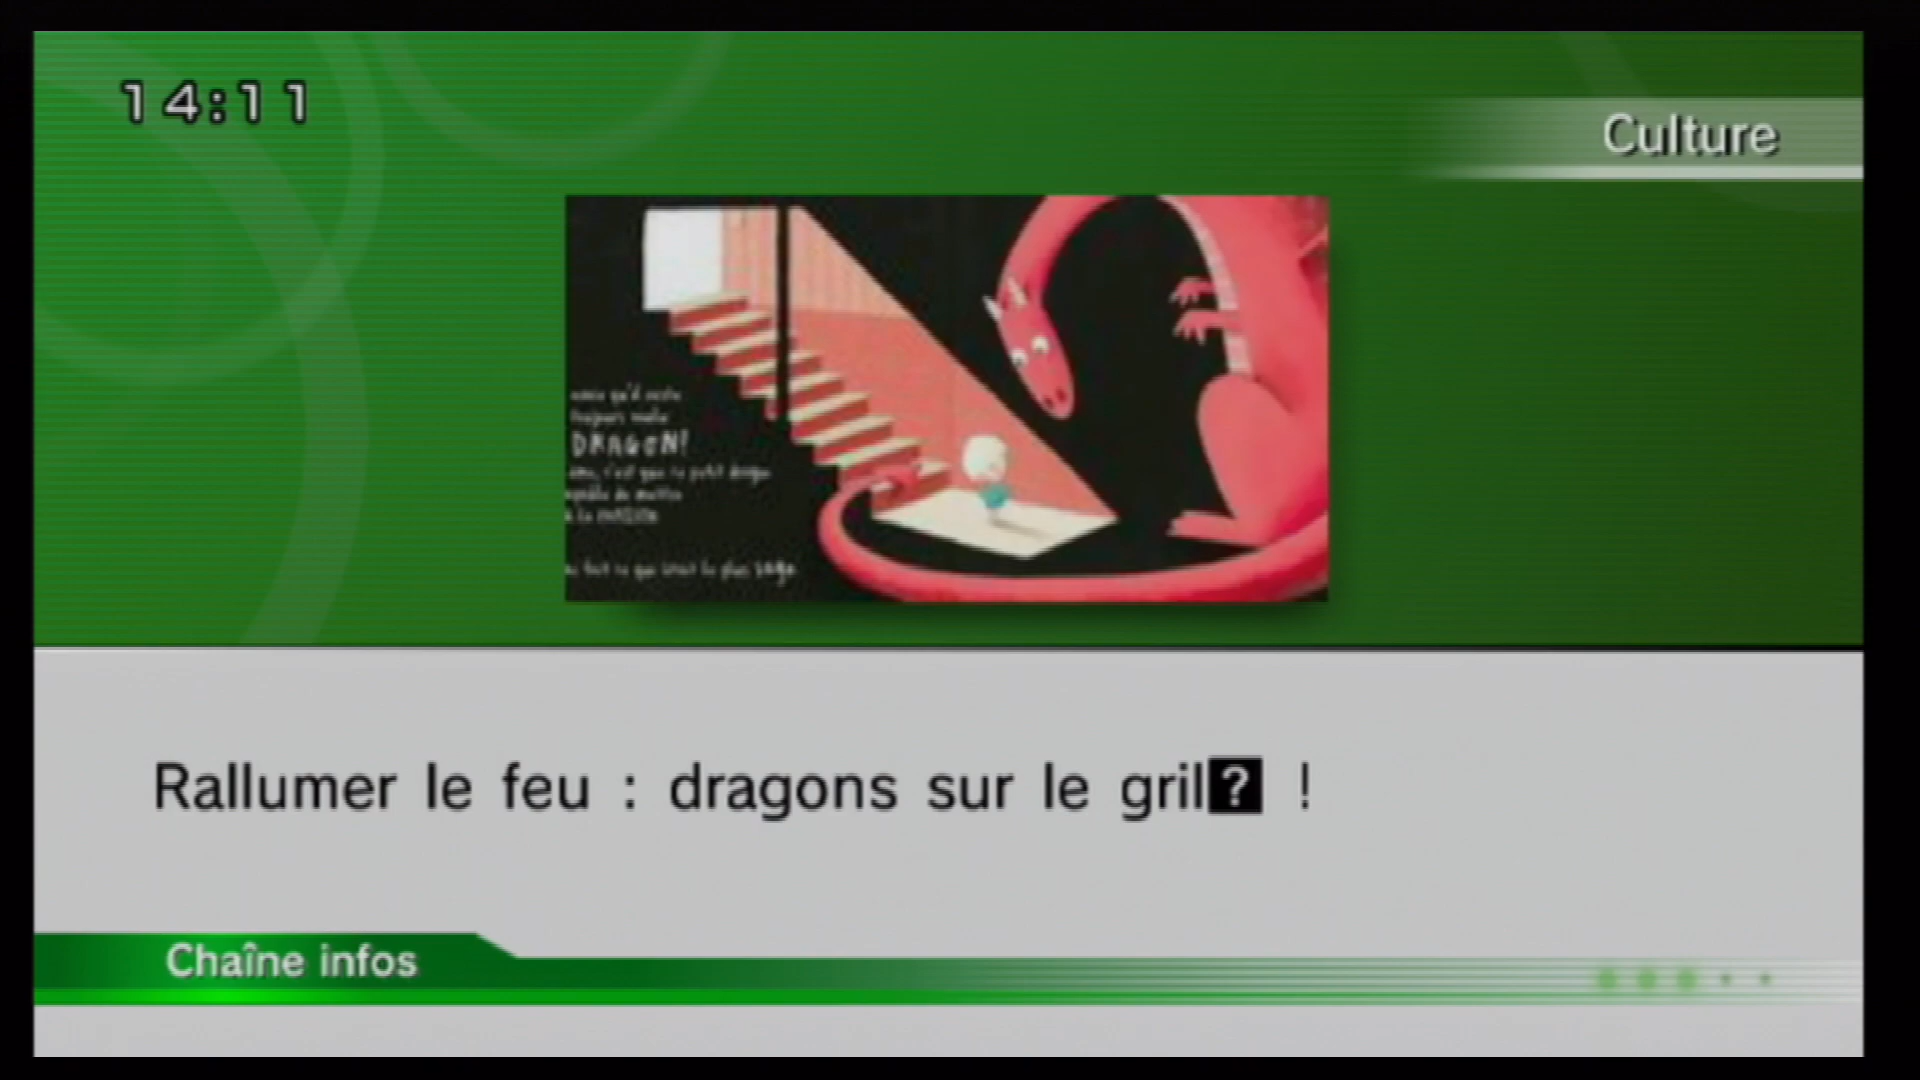 14:11
Culture
DRAGON!
Rallumer le feu : dragons sur le gril� !
Chaîne infos